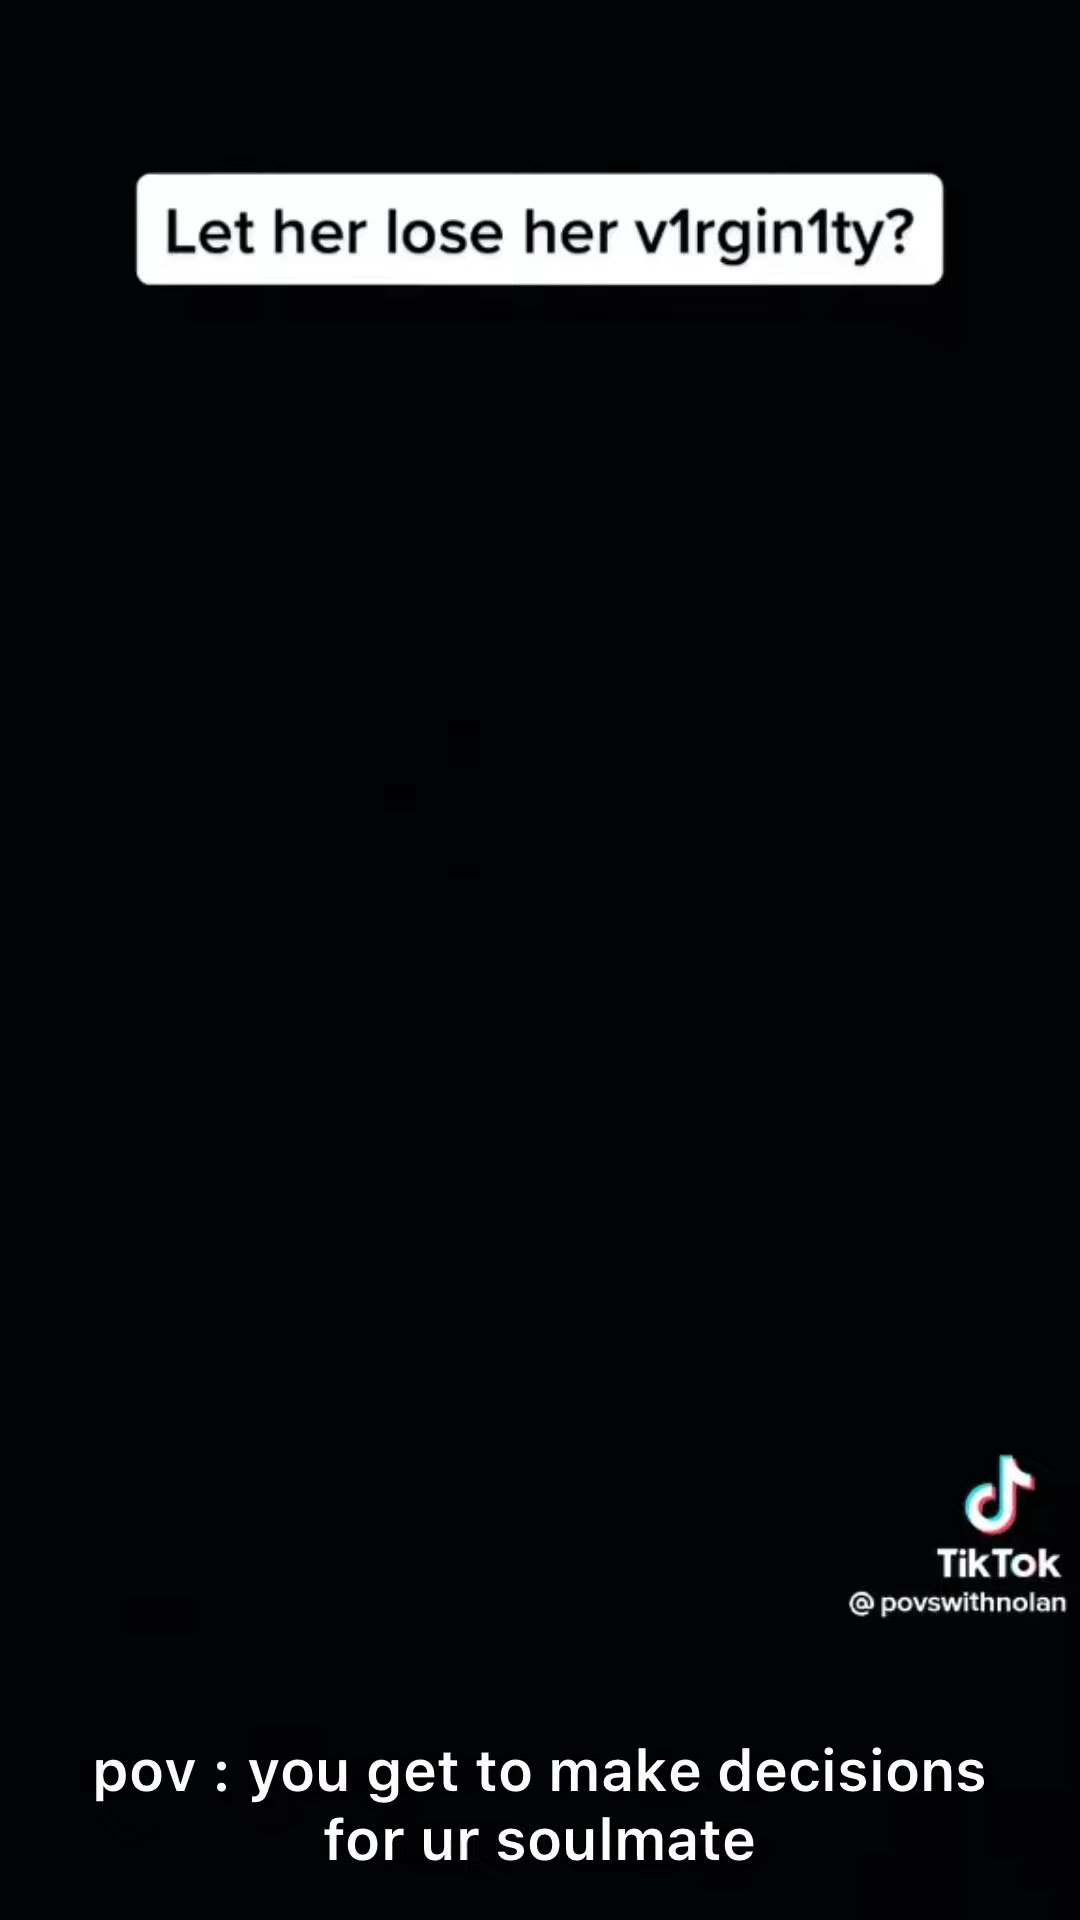 Let her lose her v1rgin1ty?
TikTok
@povswithnolan
pov : you get to make decisions
for ur soulmate